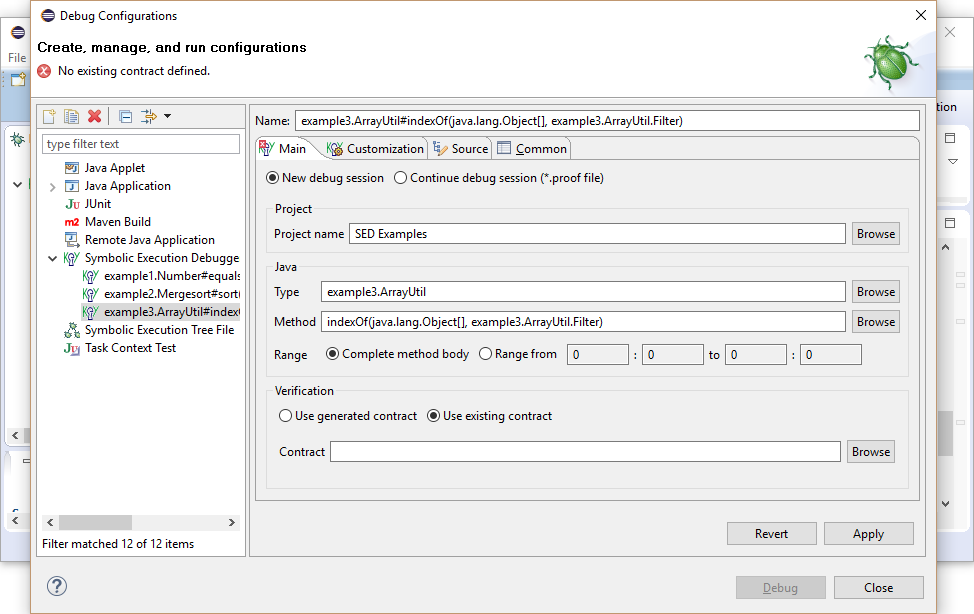 Debug Configurations
Create, manage, and run configurations
No existing contract defined.
File
tion
type filter text
Java Applet
Java Application
JUnit
Maven Build
Remote Java Application
Symbolic Execution Debugge
example1.Number#equals
example2.Mergesort#sort(
example3.ArrayUtil#index
Symbolic Execution Tree File
Task Context Test
Filter matched 12 of 12 items
Name: example3.ArrayUtil#indexOf(java.lang.Object[], example3.ArrayUtil.Filter)
Main Customization Source Common
New debug session Continue debug session (*.proof file)
Project
Project name SED Examples Browse
Java
Type example3.ArrayUtil Browse
Method indexOf(java.lang.Object[], example3.ArrayUtil.Filter) Browse
Range Complete method body Range from 0 : 0 to 0 : 0
Verification
Use generated contract Use existing contract
Contract Browse
Revert Apply
? Debug Close